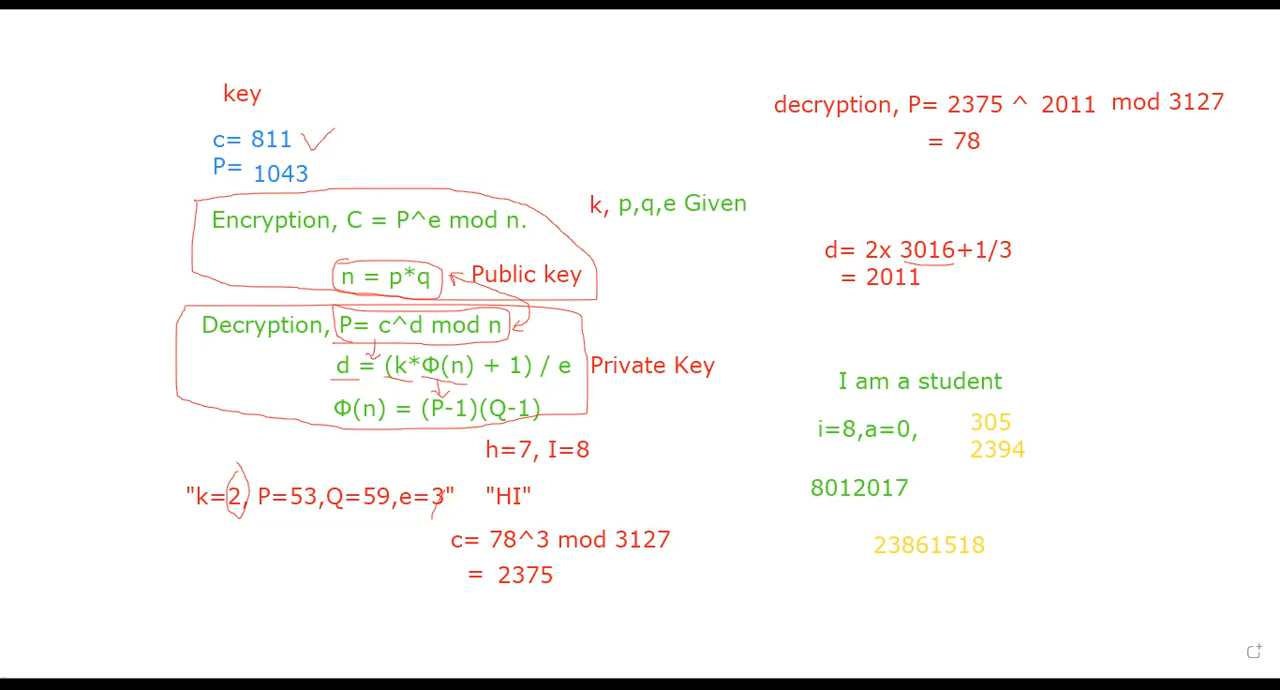 key
c= 811
P= 1043
Encryption, C = P^e mod n.
n = p*q
Public key
Decryption, P= c^d mod n
d = (k*Φ(n) + 1) / e
Private Key
Φ(n) = (P-1)(Q-1)
h=7, I=8
"k=2, P=53,Q=59,e=3" "HI"
c= 78^3 mod 3127
= 2375
k, p,q,e Given
decryption, P= 2375 ^ 2011 mod 3127
= 78
d= 2x 3016+1/3
= 2011
I am a student
i=8,a=0,
305
2394
8012017
23861518